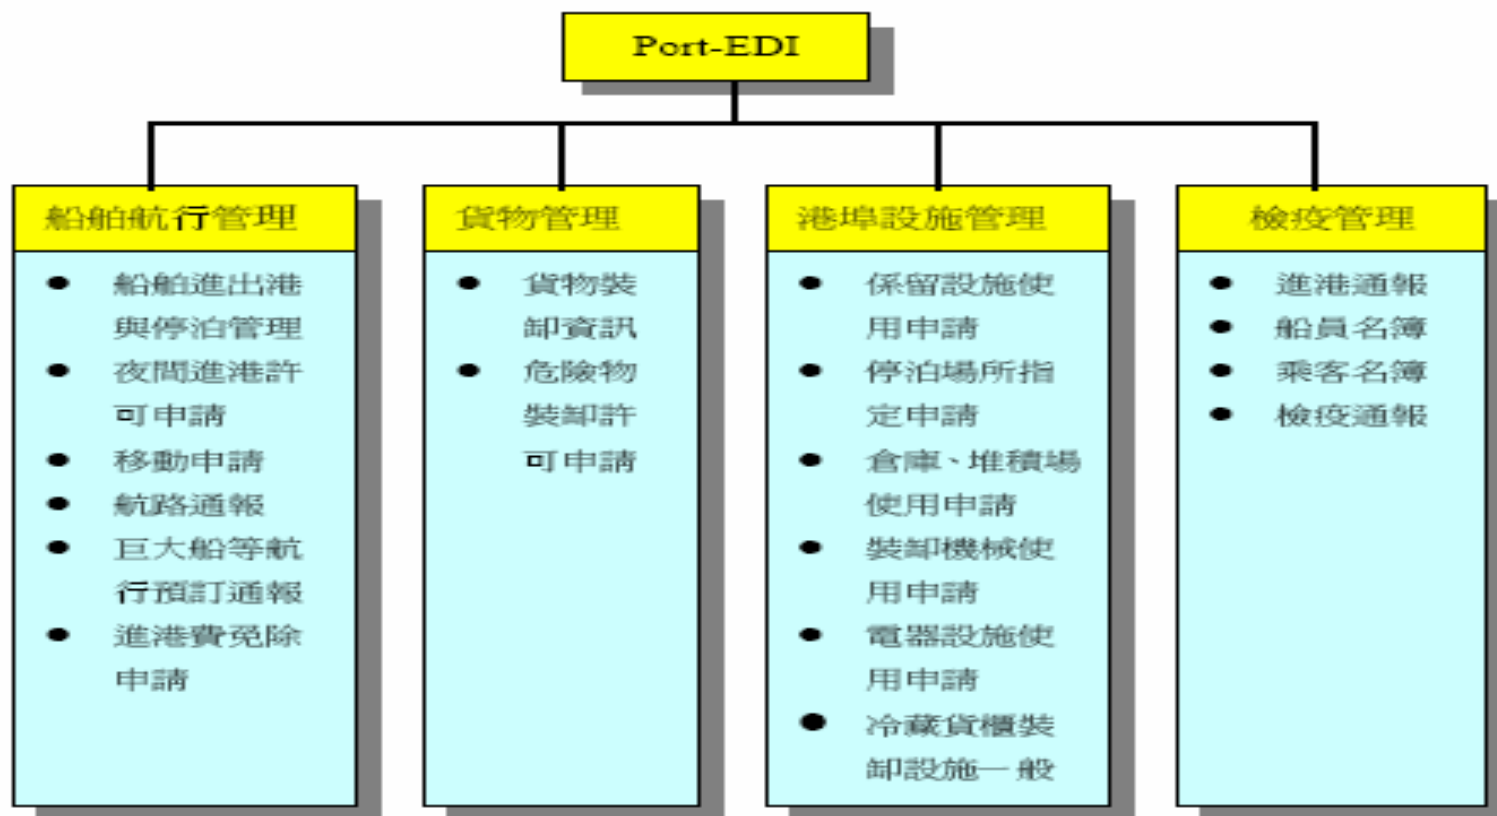 Port-EDI
船舶航行管理
● 船舶進出港
與停泊管理
● 夜間進港許
可申請
● 移動申請
● 航路通報
● 巨大船等航
行預訂通報
● 進港費免除
申請
貨物管理
● 貨物裝
卸資訊
● 危險物
裝卸許
可申請
港埠設施管理
● 係留設施使
用申請
● 停泊場所指
定申請
● 倉庫、堆積場
使用申請
● 裝卸機械使
用申請
● 電器設施使
用申請
● 冷藏貨櫃裝
卸設施一般
檢疫管理
● 進港通報
● 船員名簿
● 乘客名簿
● 檢疫通報